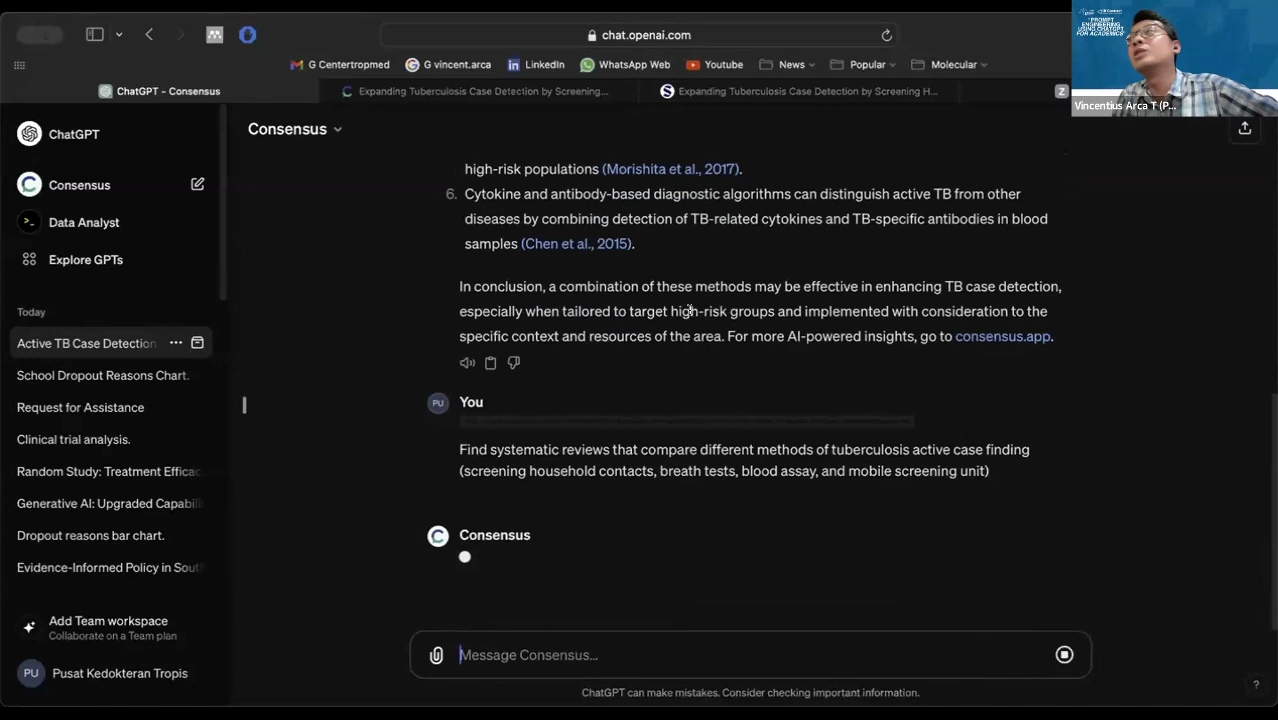 chat.openai.com
G Centertropmed
G vincent.arca
LinkedIn
WhatsApp Web
Youtube
News
Popular
Molecular
ChatGPT - Consensus
Expanding Tuberculosis Case Detection by Screening...
Expanding Tuberculosis Case Detection by Screening H...
"PROMPT
ENGINEERING
USING CHATGPT
FOR ACADEMICS"
Vincentius Arca T (P...
ChatGPT
Consensus
Data Analyst
Explore GPTs
Today
Active TB Case Detection
School Dropout Reasons Chart.
Request for Assistance
Clinical trial analysis.
Random Study: Treatment Effica
Generative AI: Upgraded Capabili
Dropout reasons bar chart.
Evidence-Informed Policy in Sout
Add Team workspace
Collaborate on a Team plan
PU
Pusat Kedokteran Tropis
Consensus
high-risk populations (Morishita et al., 2017).
6. Cytokine and antibody-based diagnostic algorithms can distinguish active TB from other
diseases by combining detection of TB-related cytokines and TB-specific antibodies in blood
samples (Chen et al., 2015).
In conclusion, a combination of these methods may be effective in enhancing TB case detection,
especially when tailored to target high-risk groups and implemented with consideration to the
specific context and resources of the area. For more AI-powered insights, go to consensus.app.
PU
You
Find systematic reviews that compare different methods of tuberculosis active case finding
(screening household contacts, breath tests, blood assay, and mobile screening unit)
Consensus
Message Consensus...
ChatGPT can make mistakes. Consider checking important information.
?